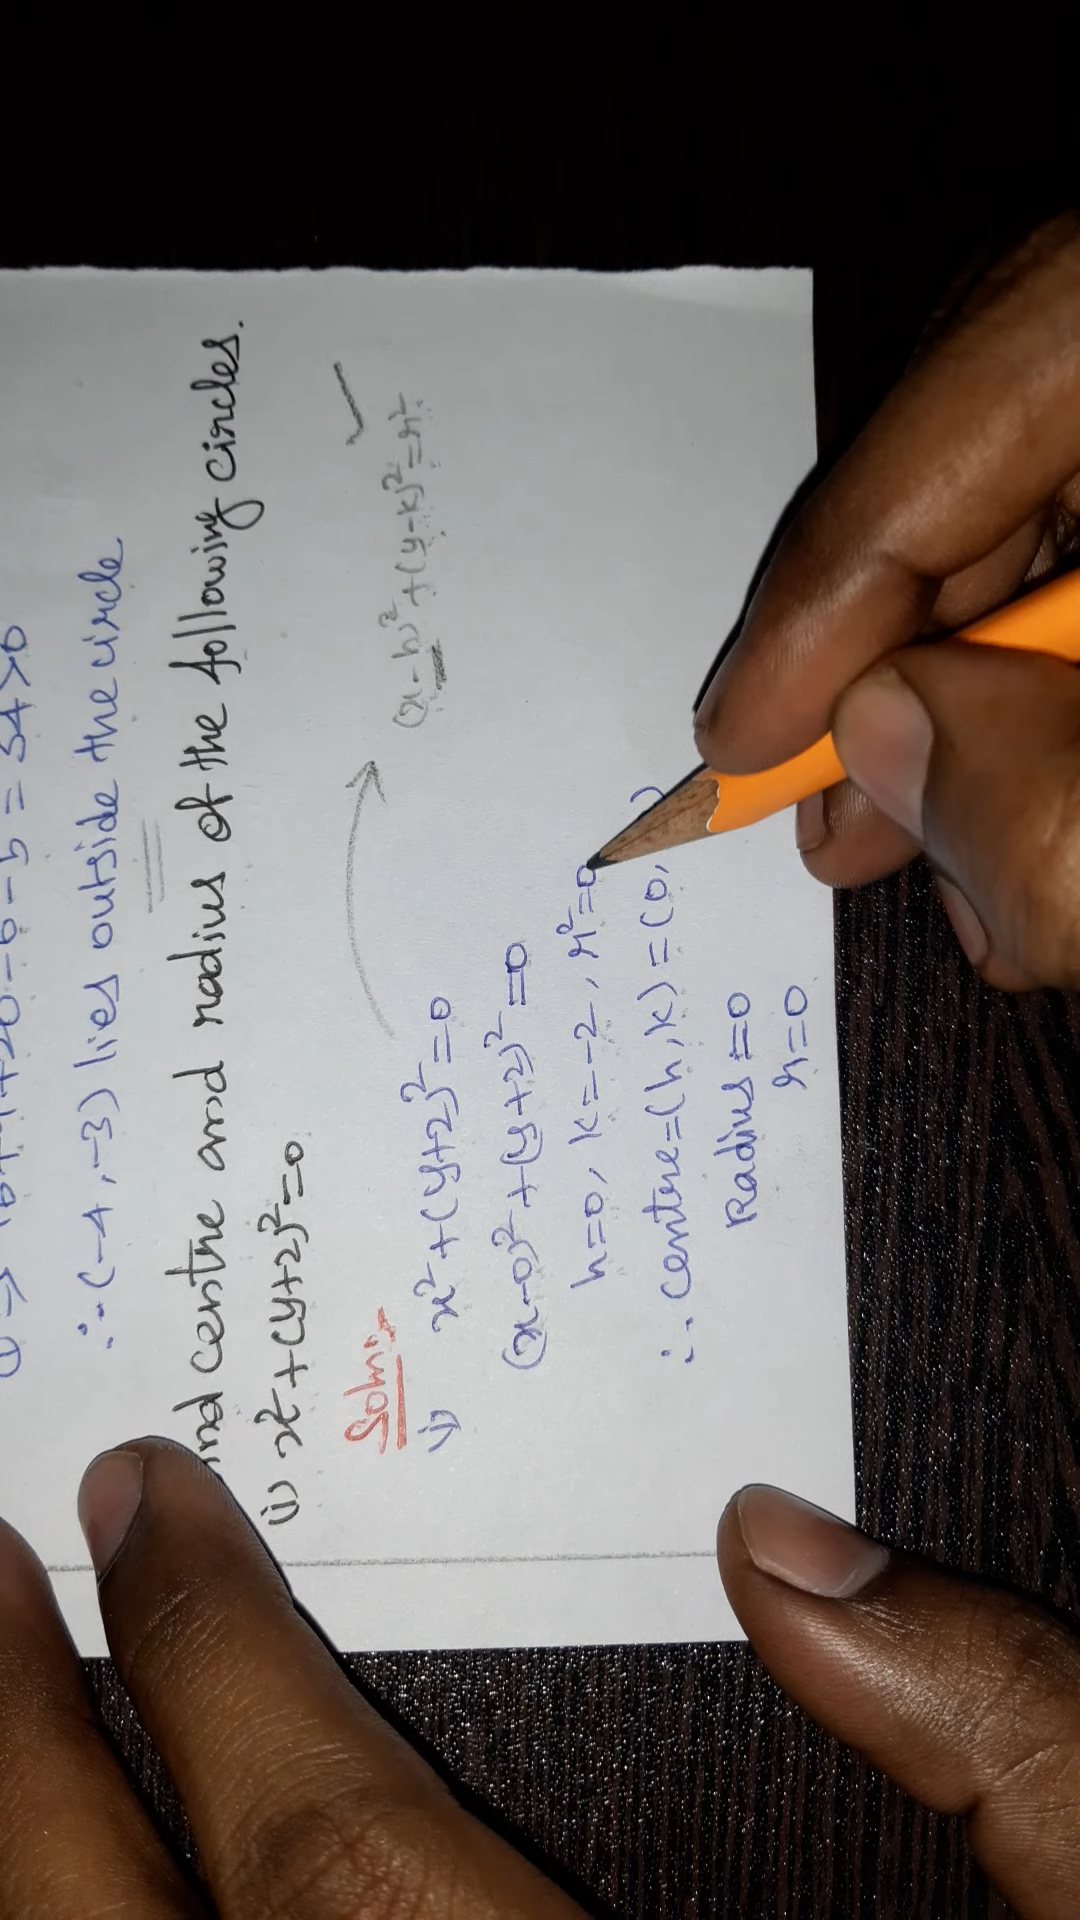 = 54 > 0
∴ (-4, -3) lies outside the circle
centre and radius of the following circles.
(i) x² + (y+2)² = 0
Soln:-
i) x² + (y+2)² = 0
(x-h)² + (y-k)² = r²
(x-0)² + (y+2)² = 0
h=0, k=-2, r²=0
∴ centre = (h, k) = (0, )
Radius = 0
r = 0